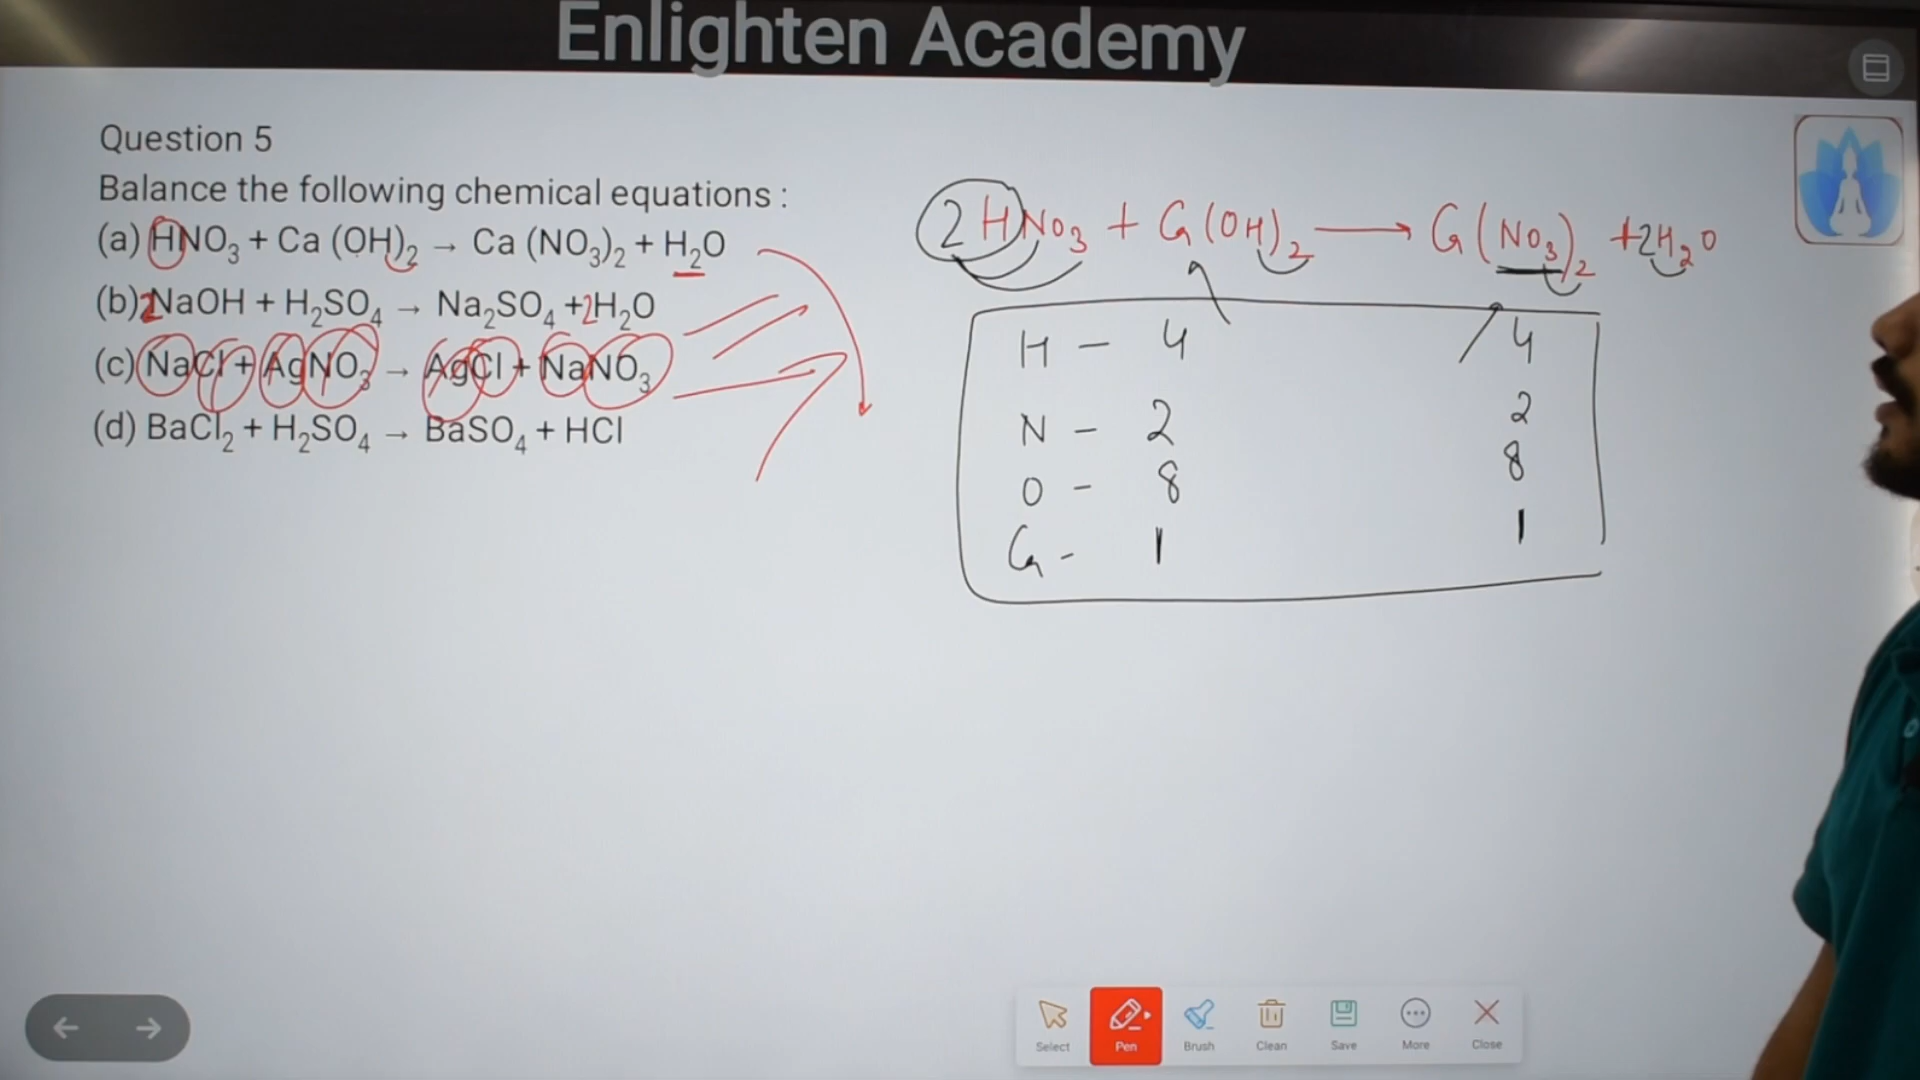 Enlighten Academy
Question 5
Balance the following chemical equations :
(a) HNO₃ + Ca (OH)₂ → Ca (NO₃)₂ + H₂O
(b) 2NaOH + H₂SO₄ → Na₂SO₄ + 2H₂O
(c) NaCl + AgNO₃ → AgCl + NaNO₃
(d) BaCl₂ + H₂SO₄ → BaSO₄ + HCl
2HNO₃ + Ca(OH)₂ → Ca(NO₃)₂ + 2H₂O
H - 4 4
N - 2 2
O - 8 8
Ca - 1 1
Select Pen Brush Clean Save More Close